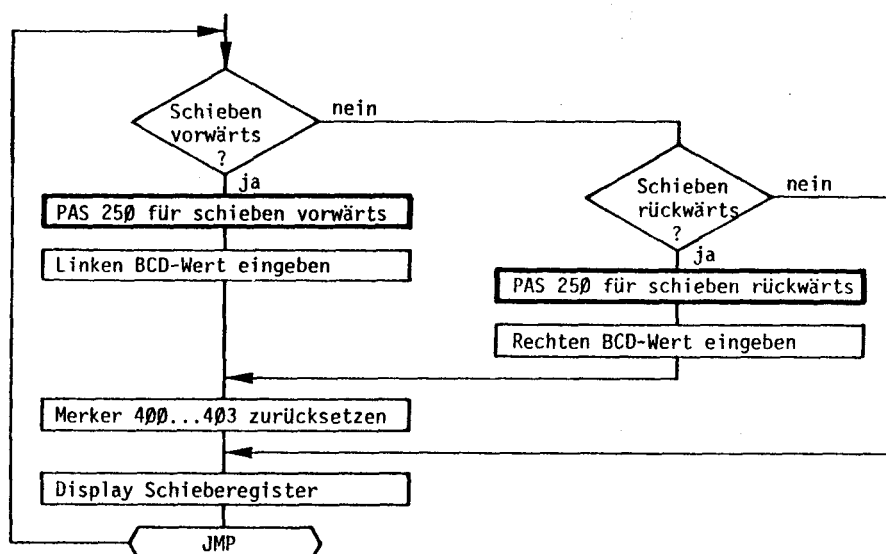 Schieben
vorwärts
?
nein
ja
PAS 25Ø für schieben vorwärts
Linken BCD-Wert eingeben
Schieben
rückwärts
?
nein
ja
PAS 25Ø für schieben rückwärts
Rechten BCD-Wert eingeben
Merker 4ØØ...4Ø3 zurücksetzen
Display Schieberegister
JMP